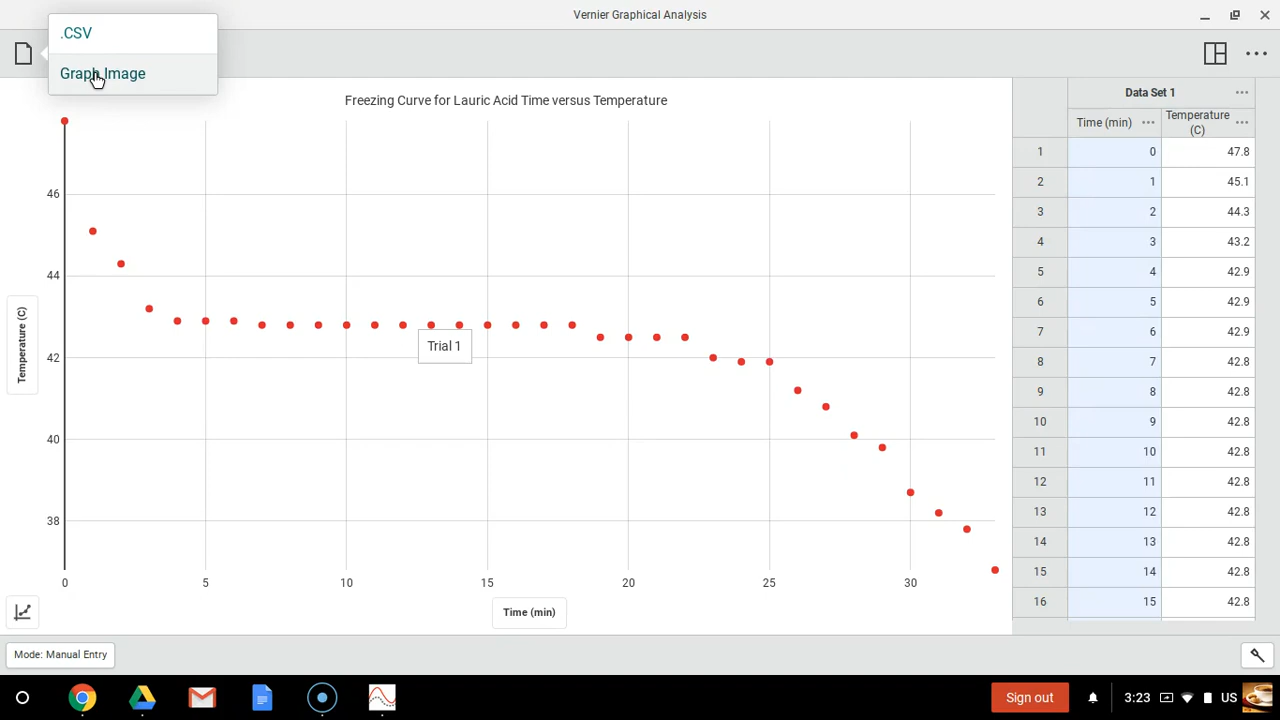 Vernier Graphical Analysis
.CSV
Graph Image
Freezing Curve for Lauric Acid Time versus Temperature
46
44
42
40
38
Temperature (C)
Trial 1
0 5 10 15 20 25 30
Time (min)
Data Set 1 ...
Time (min) ... Temperature (C) ...
1 0 47.8
2 1 45.1
3 2 44.3
4 3 43.2
5 4 42.9
6 5 42.9
7 6 42.9
8 7 42.8
9 8 42.8
10 9 42.8
11 10 42.8
12 11 42.8
13 12 42.8
14 13 42.8
15 14 42.8
16 15 42.8
Mode: Manual Entry
Sign out 3:23 US